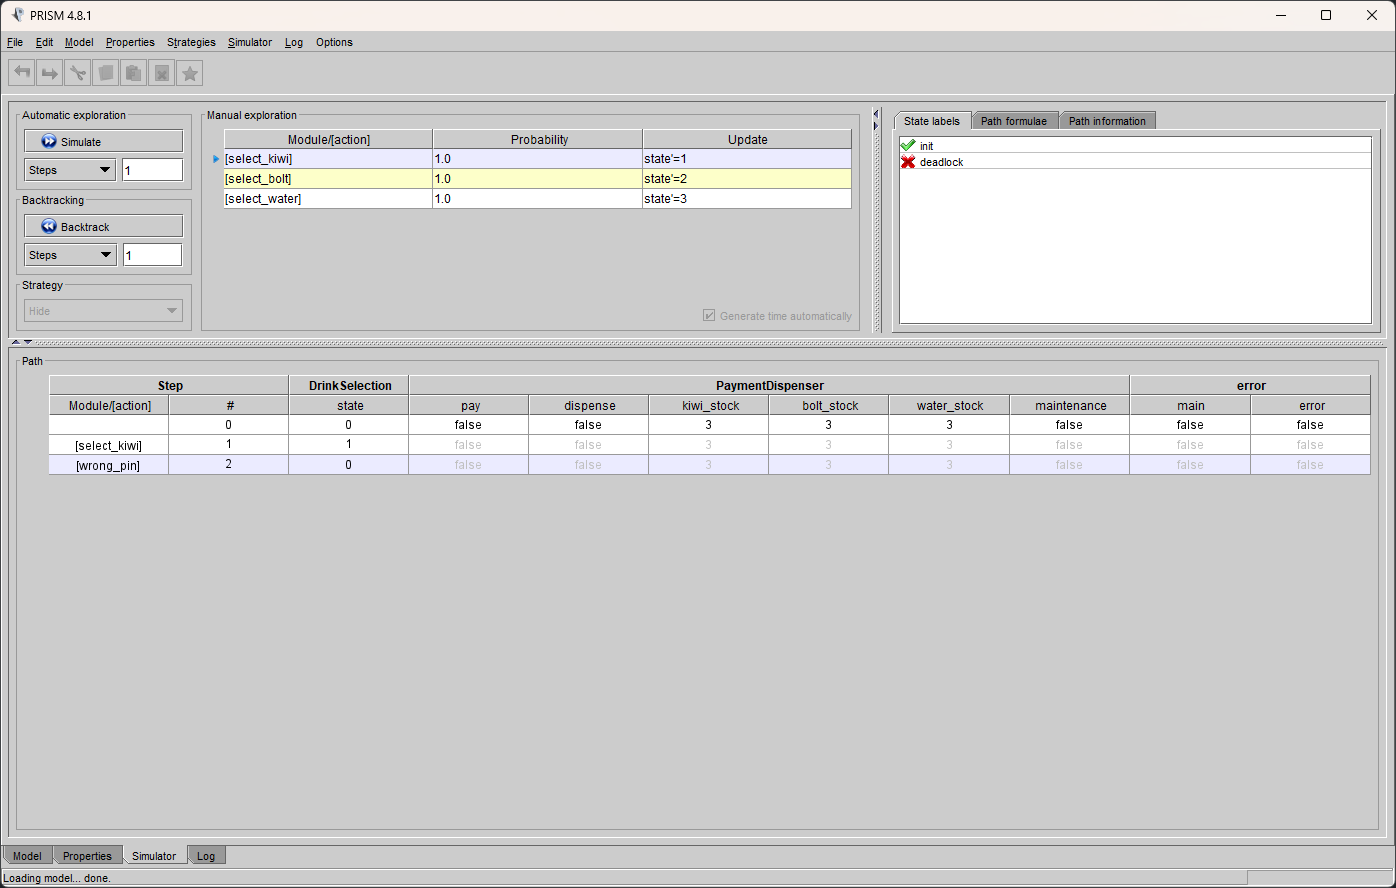 PRISM 4.8.1
File Edit Model Properties Strategies Simulator Log Options
Automatic exploration
Simulate
Steps 1
Backtracking
Backtrack
Steps 1
Strategy
Hide
Manual exploration
Module/[action] Probability Update
[select_kiwi] 1.0 state'=1
[select_bolt] 1.0 state'=2
[select_water] 1.0 state'=3
Generate time automatically
State labels Path formulae Path information
init
deadlock
Path
Step DrinkSelection PaymentDispenser error
Module/[action] # state pay dispense kiwi_stock bolt_stock water_stock maintenance main error
0 0 false false 3 3 3 false false false
[select_kiwi] 1 1 false false 3 3 3 false false false
[wrong_pin] 2 0 false false 3 3 3 false false false
Model Properties Simulator Log
Loading model... done.